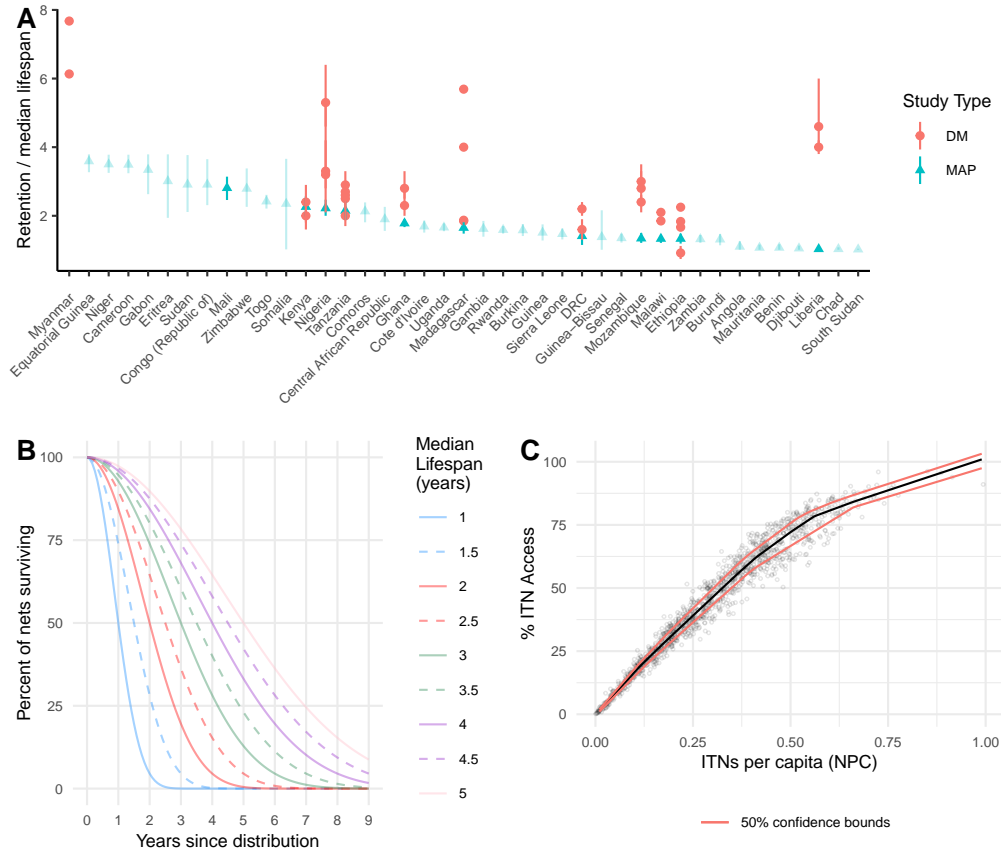 A
Retention / median lifespan
8
6
4
2
Myanmar
Equatorial Guinea
Niger
Cameroon
Gabon
Eritrea
Sudan
Congo (Republic of)
Mali
Zimbabwe
Togo
Somalia
Kenya
Nigeria
Tanzania
Comoros
Central African Republic
Ghana
Cote d'Ivoire
Uganda
Madagascar
Gambia
Rwanda
Burkina
Guinea
Sierra Leone
DRC
Guinea−Bissau
Senegal
Mozambique
Malawi
Ethiopia
Zambia
Burundi
Angola
Mauritania
Benin
Djibouti
Liberia
Chad
South Sudan
Study Type
DM
MAP
B
Percent of nets surviving
100
75
50
25
0
0 1 2 3 4 5 6 7 8 9
Years since distribution
Median
Lifespan
(years)
1
1.5
2
2.5
3
3.5
4
4.5
5
C
% ITN Access
100
75
50
25
0
0.00 0.25 0.50 0.75 1.00
ITNs per capita (NPC)
50% confidence bounds